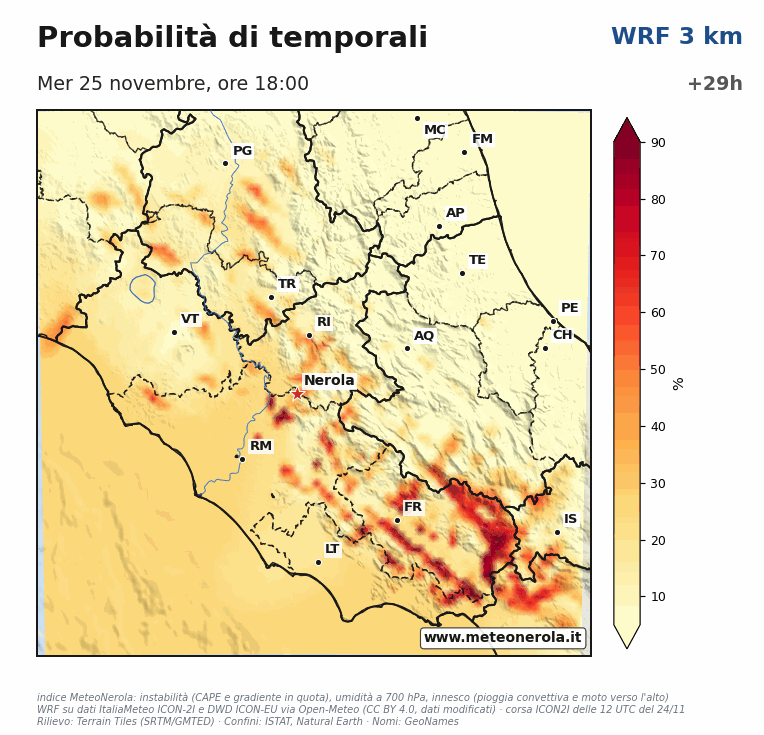 Probabilità di temporali
WRF 3 km
Mer 25 novembre, ore 18:00
+29h
MC
FM
PG
AP
TE
TR
PE
VT
RI
AQ
CH
Nerola
RM
FR
IS
LT
www.meteonerola.it
90
80
70
60
50
40
30
20
10
%
indice MeteoNerola: instabilità (CAPE e gradiente in quota), umidità a 700 hPa, innesco (pioggia convettiva e moto verso l'alto)
WRF su dati ItaliaMeteo ICON-2I e DWD ICON-EU via Open-Meteo (CC BY 4.0, dati modificati) · corsa ICON2I delle 12 UTC del 24/11
Rilievo: Terrain Tiles (SRTM/GMTED) · Confini: ISTAT, Natural Earth · Nomi: GeoNames